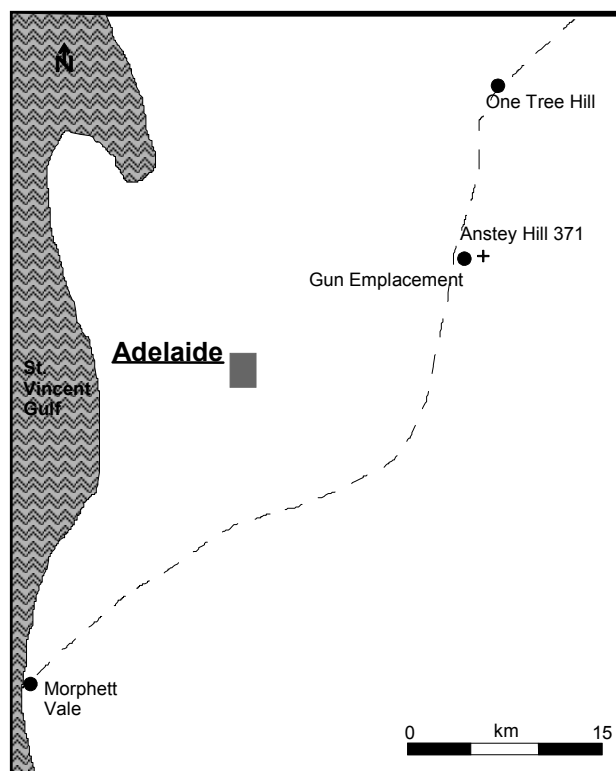 N
One Tree Hill
Anstey Hill 371
Gun Emplacement
Adelaide
St.
Vincent
Gulf
Morphett
Vale
0 km 15